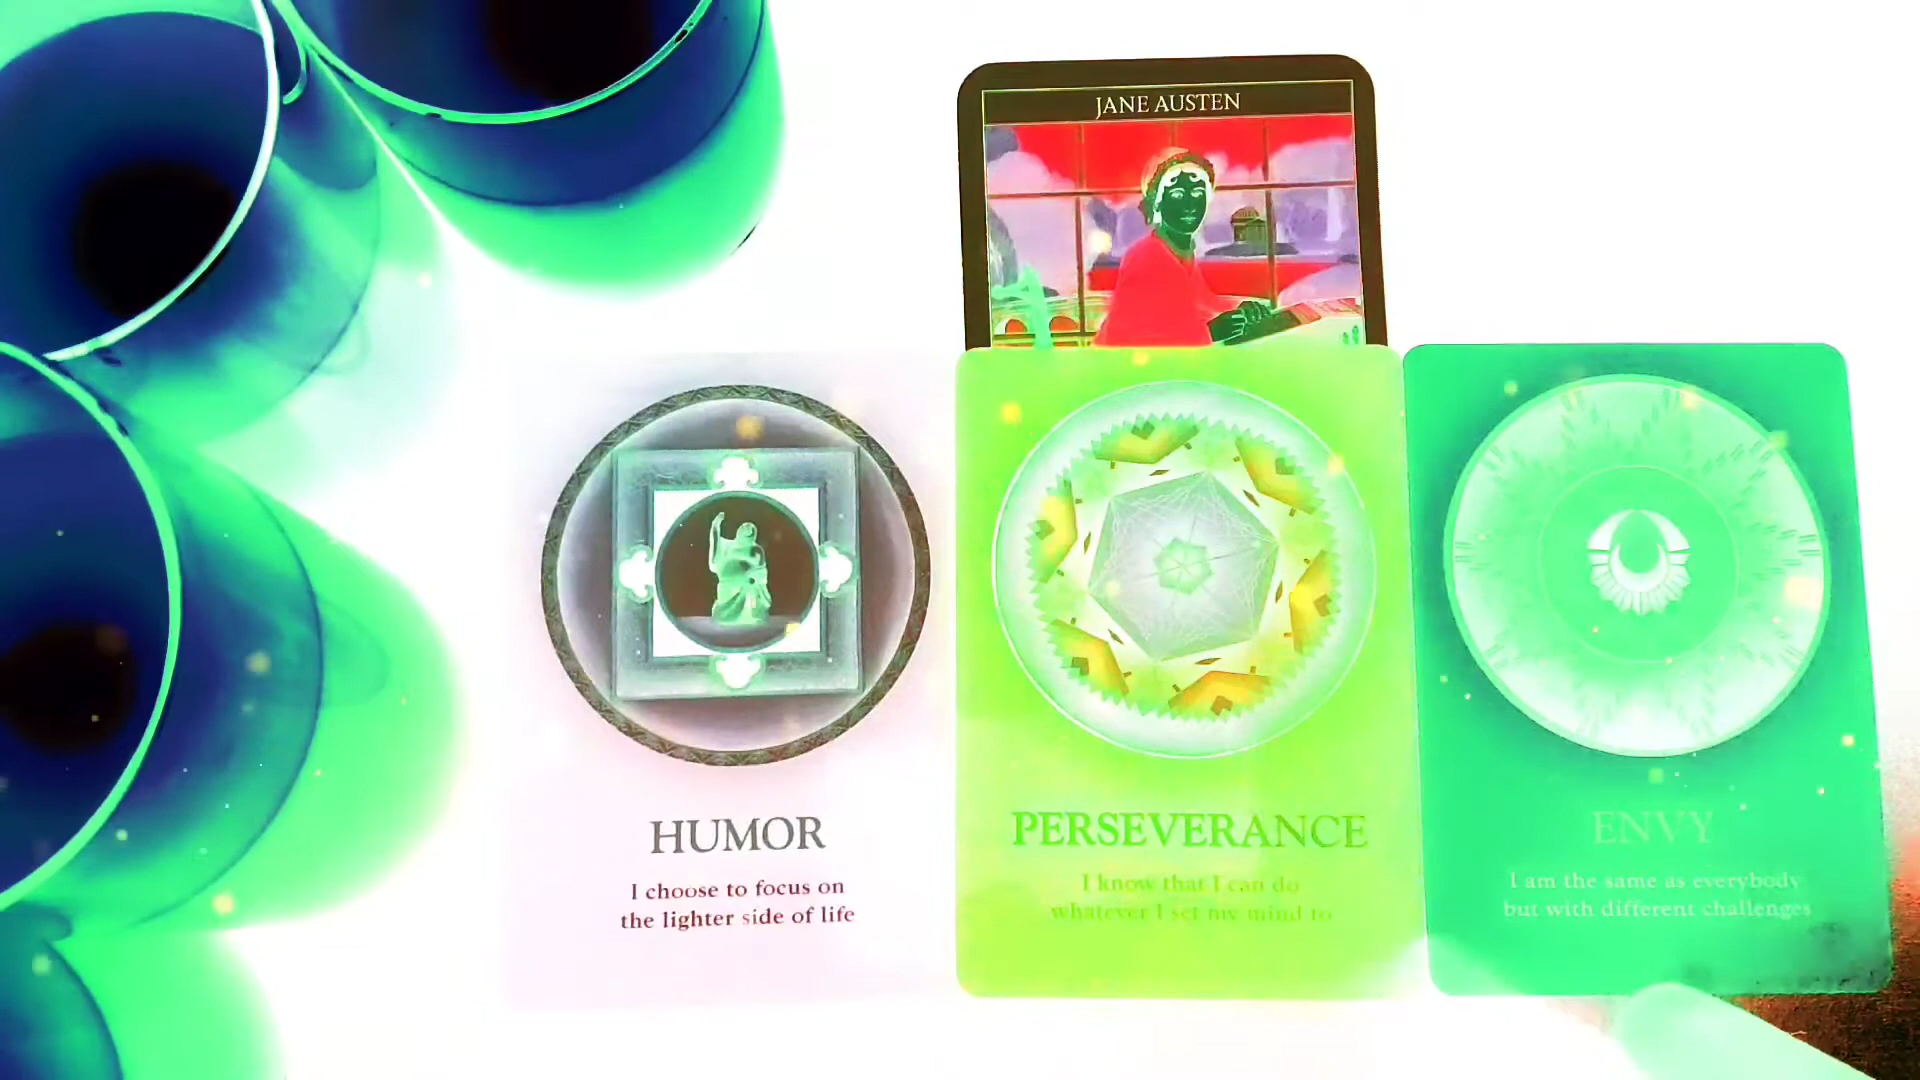 JANE AUSTEN
HUMOR
I choose to focus on
the lighter side of life
PERSEVERANCE
I know that I can do
whatever I set my mind to
ENVY
I am the same as everybody
but with different challenges